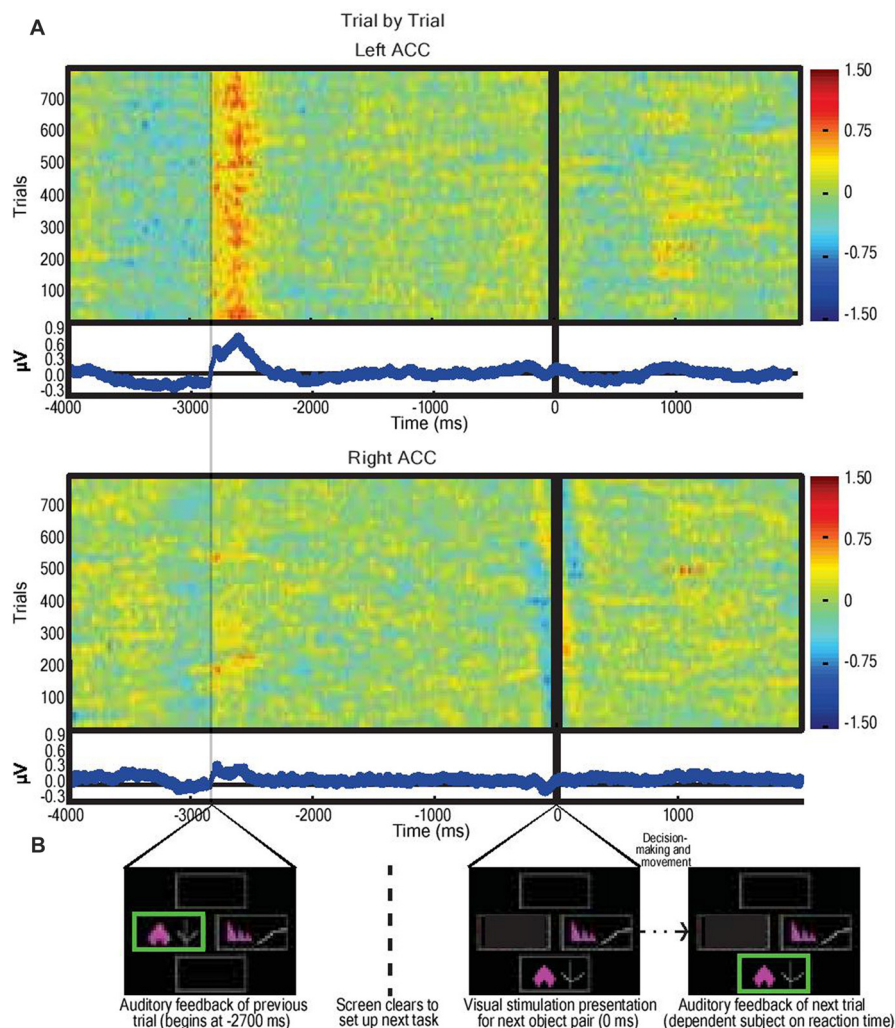 A
Trial by Trial
Left ACC
Trials
700
600
500
400
300
200
100
1.50
0.75
0
-0.75
-1.50
µV
0.9
0.6
0.3
0.0
-0.3
-4000 -3000 -2000 -1000 0 1000
Time (ms)
Right ACC
Trials
700
600
500
400
300
200
100
1.50
0.75
0
-0.75
-1.50
µV
0.9
0.6
0.3
0.0
-0.3
-4000 -3000 -2000 -1000 0 1000
Time (ms)
B
Decision-
making and
movement
Auditory feedback of previous
trial (begins at -2700 ms)
Screen clears to
set up next task
Visual stimulation presentation
for next object pair (0 ms)
Auditory feedback of next trial
(dependent subject on reaction time)